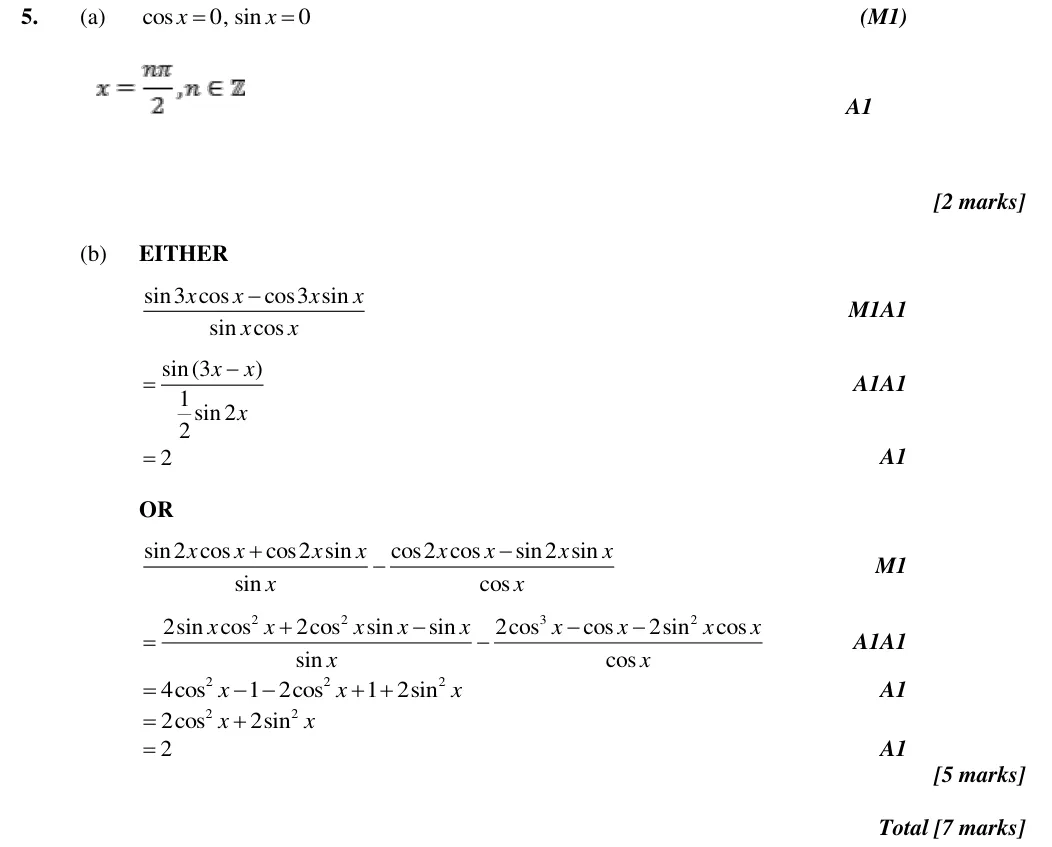 5. (a) cos x = 0, sin x = 0 (M1)
x = nπ/2, n ∈ ℤ A1
[2 marks]
(b) EITHER
(sin 3x cos x − cos 3x sin x)/(sin x cos x) M1A1
= (sin (3x − x))/(1/2 sin 2x) A1A1
= 2 A1
OR
(sin 2x cos x + cos 2x sin x)/(sin x) − (cos 2x cos x − sin 2x sin x)/(cos x) M1
= (2 sin x cos² x + 2 cos² x sin x − sin x)/(sin x) − (2 cos³ x − cos x − 2 sin² x cos x)/(cos x) A1A1
= 4 cos² x − 1 − 2 cos² x + 1 + 2 sin² x A1
= 2 cos² x + 2 sin² x
= 2 A1
[5 marks]
Total [7 marks]